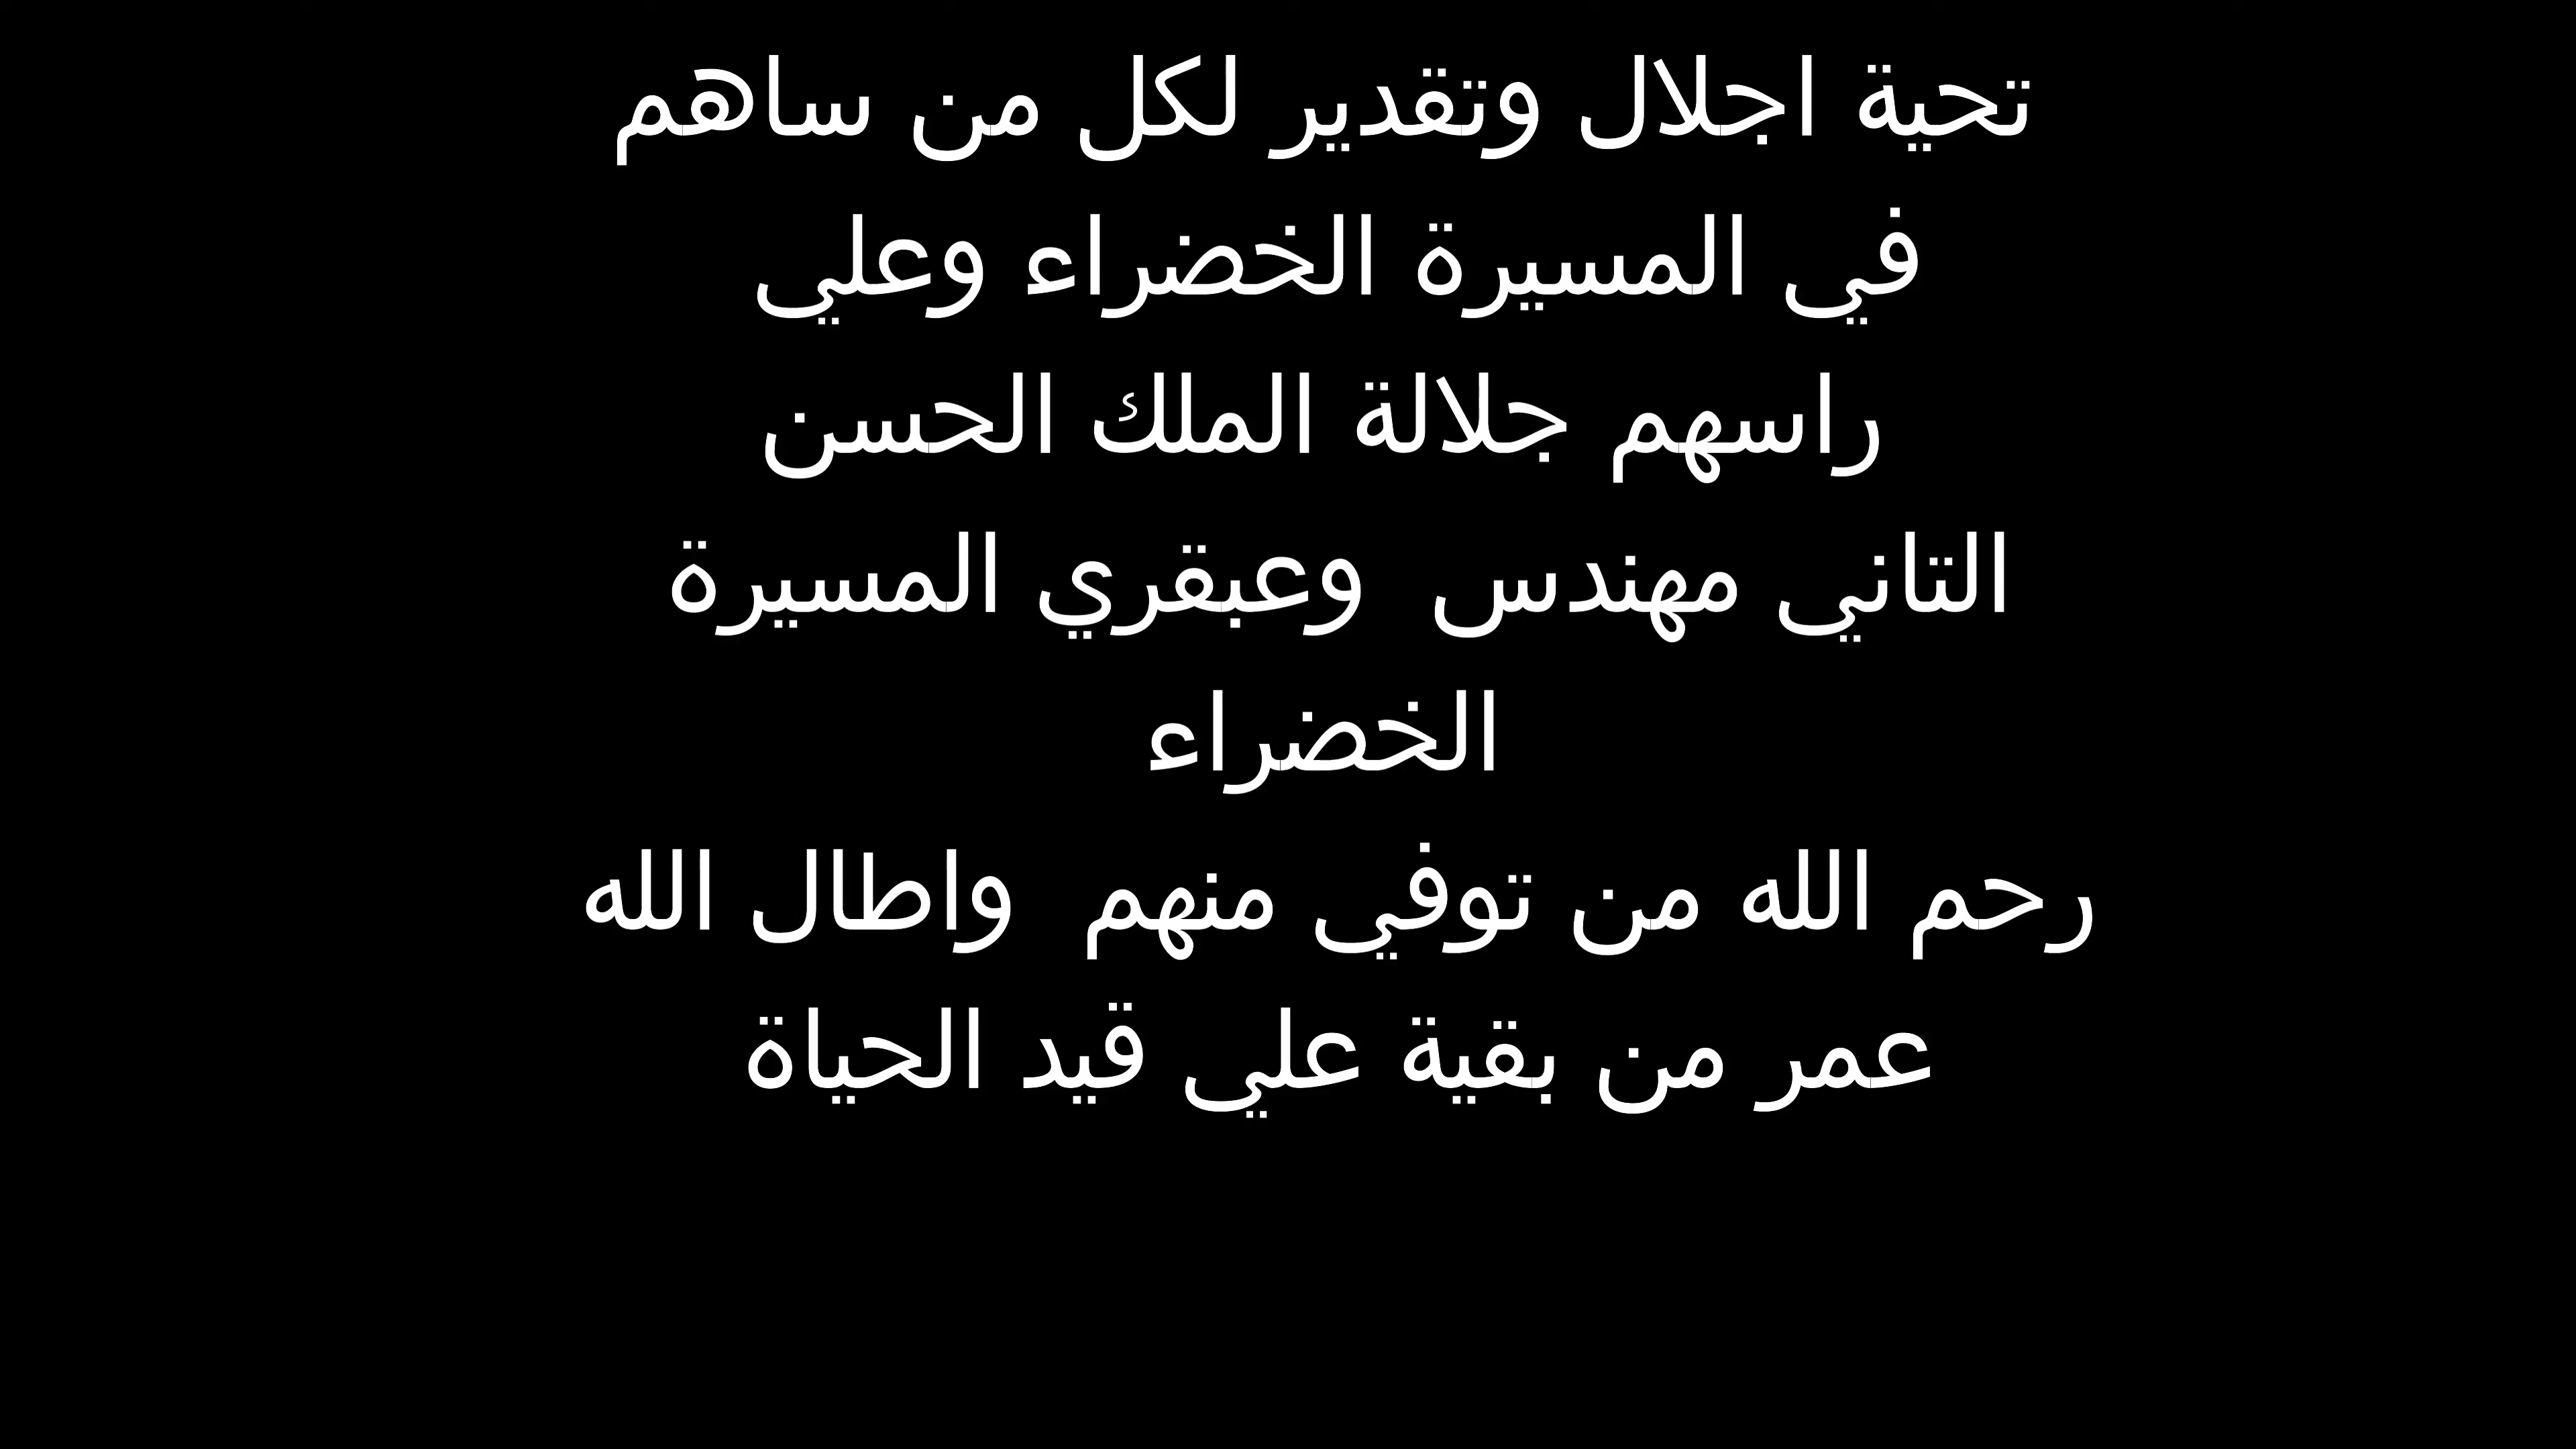 تحية اجلال وتقدير لكل من ساهم
في المسيرة الخضراء وعلي
راسهم جلالة الملك الحسن
التاني مهندس  وعبقري المسيرة
الخضراء
رحم الله من توفي منهم  واطال الله
عمر من بقية علي قيد الحياة